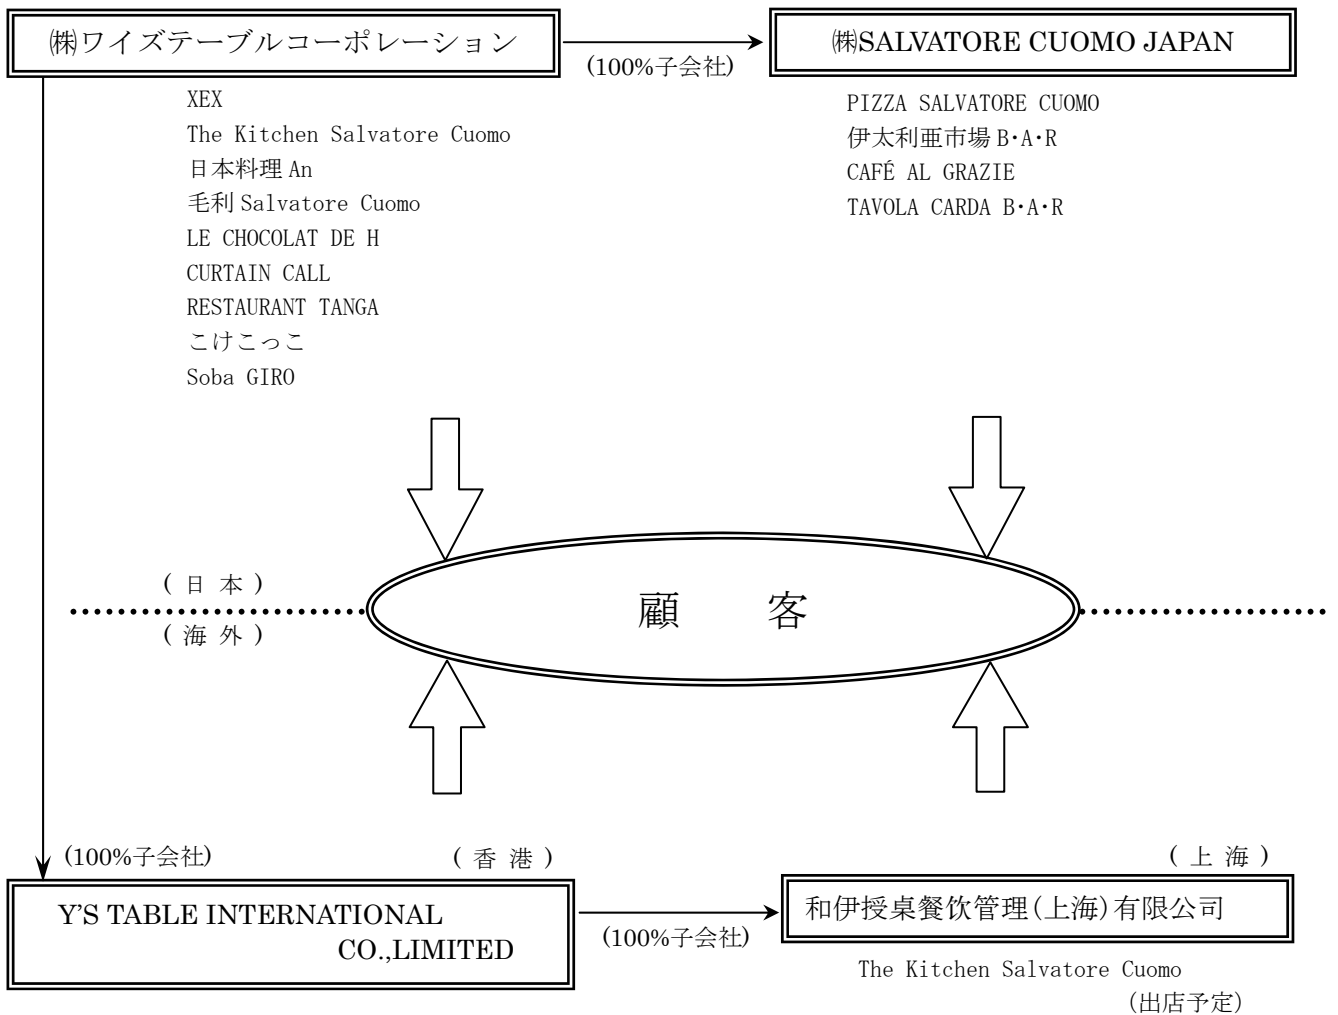 ㈱ワイズテーブルコーポレーション
(100%子会社)
㈱SALVATORE CUOMO JAPAN
XEX
The Kitchen Salvatore Cuomo
日本料理 An
毛利 Salvatore Cuomo
LE CHOCOLAT DE H
CURTAIN CALL
RESTAURANT TANGA
こけこっこ
Soba GIRO
PIZZA SALVATORE CUOMO
伊太利亜市場 B・A・R
CAFÉ AL GRAZIE
TAVOLA CARDA B・A・R
(日本)
(海外)
顧 客
(100%子会社)
(香港)
(上海)
Y'S TABLE INTERNATIONAL
CO.,LIMITED
(100%子会社)
和伊授桌餐饮管理(上海)有限公司
The Kitchen Salvatore Cuomo
(出店予定)